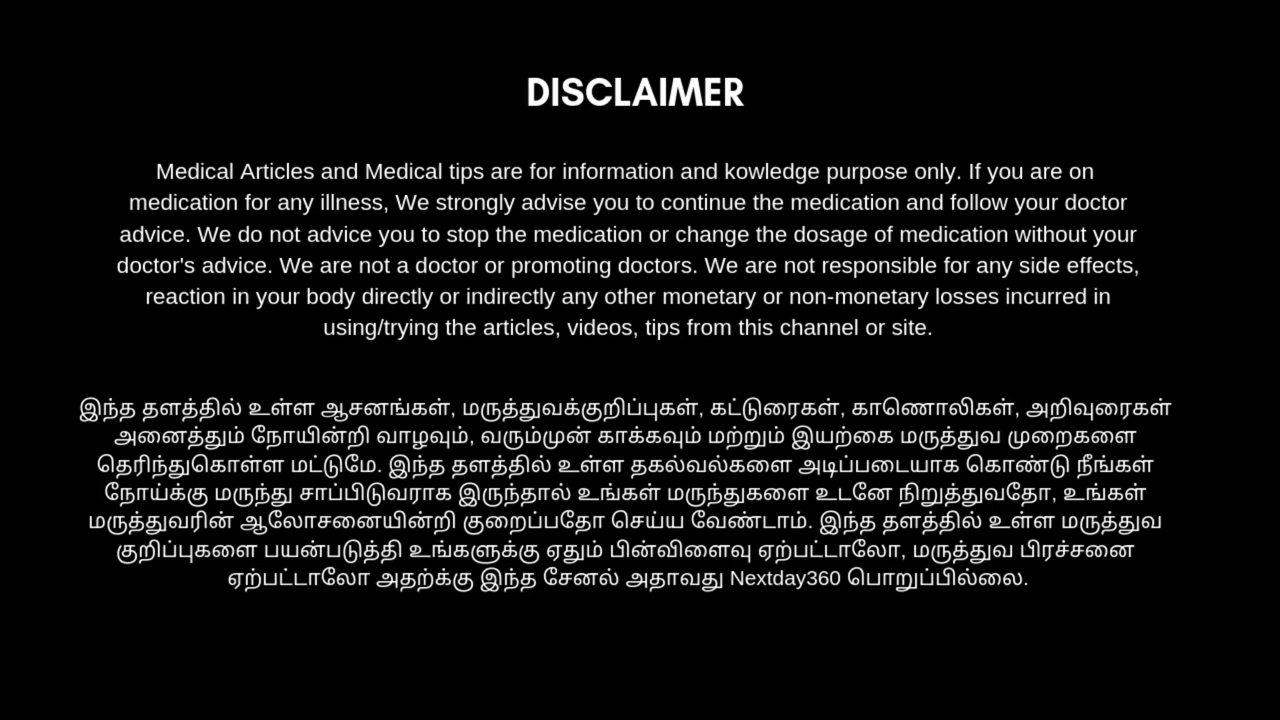 DISCLAIMER
Medical Articles and Medical tips are for information and kowledge purpose only. If you are on
medication for any illness, We strongly advise you to continue the medication and follow your doctor
advice. We do not advice you to stop the medication or change the dosage of medication without your
doctor's advice. We are not a doctor or promoting doctors. We are not responsible for any side effects,
reaction in your body directly or indirectly any other monetary or non-monetary losses incurred in
using/trying the articles, videos, tips from this channel or site.
இந்த தளத்தில் உள்ள ஆசனங்கள், மருத்துவக்குறிப்புகள், கட்டுரைகள், காணொலிகள், அறிவுரைகள்
அனைத்தும் நோயின்றி வாழவும், வரும்முன் காக்கவும் மற்றும் இயற்கை மருத்துவ முறைகளை
தெரிந்துகொள்ள மட்டுமே. இந்த தளத்தில் உள்ள தகல்வல்களை அடிப்படையாக கொண்டு நீங்கள்
நோய்க்கு மருந்து சாப்பிடுவராக இருந்தால் உங்கள் மருந்துகளை உடனே நிறுத்துவதோ, உங்கள்
மருத்துவரின் ஆலோசனையின்றி குறைப்பதோ செய்ய வேண்டாம். இந்த தளத்தில் உள்ள மருத்துவ
குறிப்புகளை பயன்படுத்தி உங்களுக்கு ஏதும் பின்விளைவு ஏற்பட்டாலோ, மருத்துவ பிரச்சனை
ஏற்பட்டாலோ அதற்க்கு இந்த சேனல் அதாவது Nextday360 பொறுப்பில்லை.